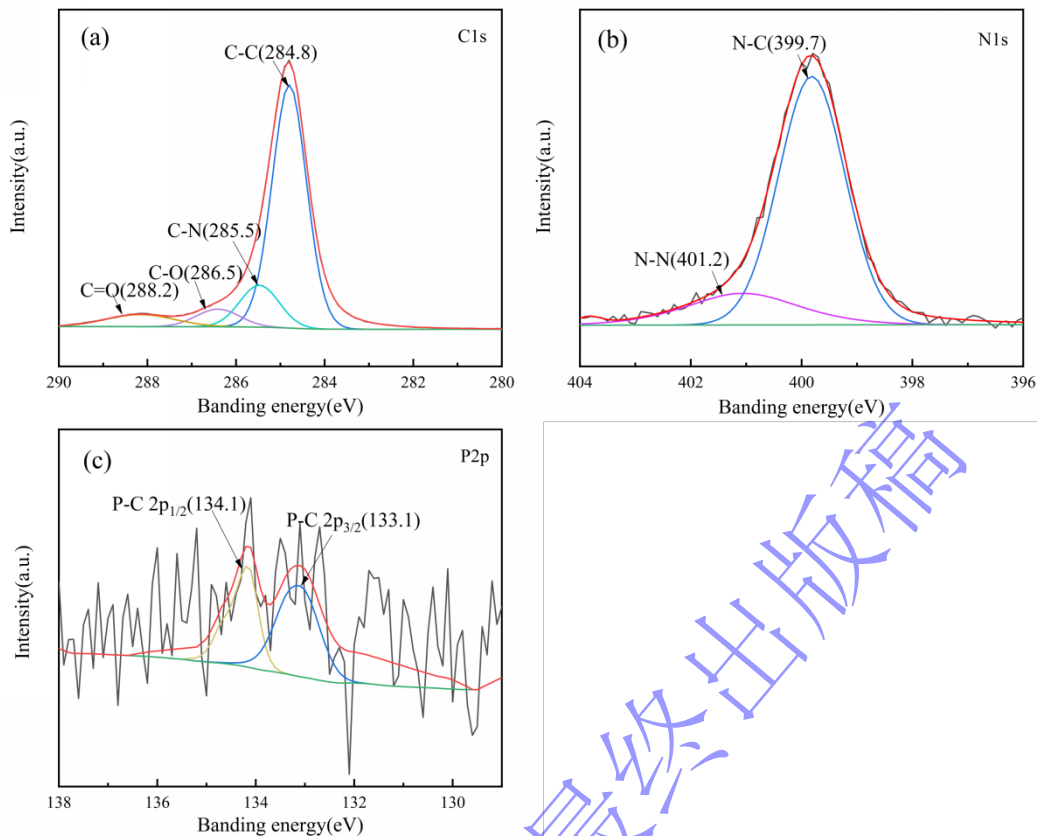 (a)
C1s
C-C(284.8)
C-N(285.5)
C-O(286.5)
C=O(288.2)
Intensity(a.u.)
290 288 286 284 282 280
Banding energy(eV)
(b)
N1s
N-C(399.7)
N-N(401.2)
Intensity(a.u.)
404 402 400 398 396
Banding energy(eV)
(c)
P2p
P-C 2p1/2(134.1)
P-C 2p3/2(133.1)
Intensity(a.u.)
138 136 134 132 130
Banding energy(eV)
最终出版稿